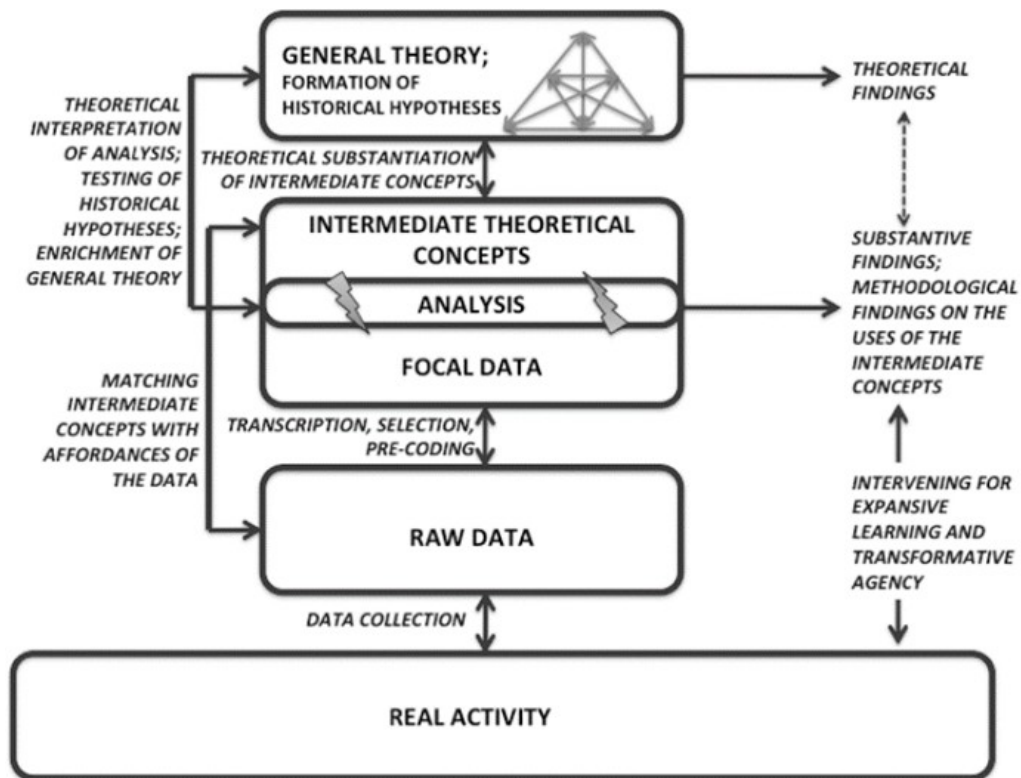 GENERAL THEORY;
FORMATION OF
HISTORICAL HYPOTHESES
THEORETICAL
FINDINGS
THEORETICAL
INTERPRETATION
OF ANALYSIS;
TESTING OF
HISTORICAL
HYPOTHESES;
ENRICHMENT OF
GENERAL THEORY
THEORETICAL SUBSTANTIATION
OF INTERMEDIATE CONCEPTS
INTERMEDIATE THEORETICAL
CONCEPTS
ANALYSIS
FOCAL DATA
SUBSTANTIVE
FINDINGS;
METHODOLOGICAL
FINDINGS ON THE
USES OF THE
INTERMEDIATE
CONCEPTS
MATCHING
INTERMEDIATE
CONCEPTS WITH
AFFORDANCES OF
THE DATA
TRANSCRIPTION, SELECTION,
PRE-CODING
RAW DATA
INTERVENING FOR
EXPANSIVE
LEARNING AND
TRANSFORMATIVE
AGENCY
DATA COLLECTION
REAL ACTIVITY